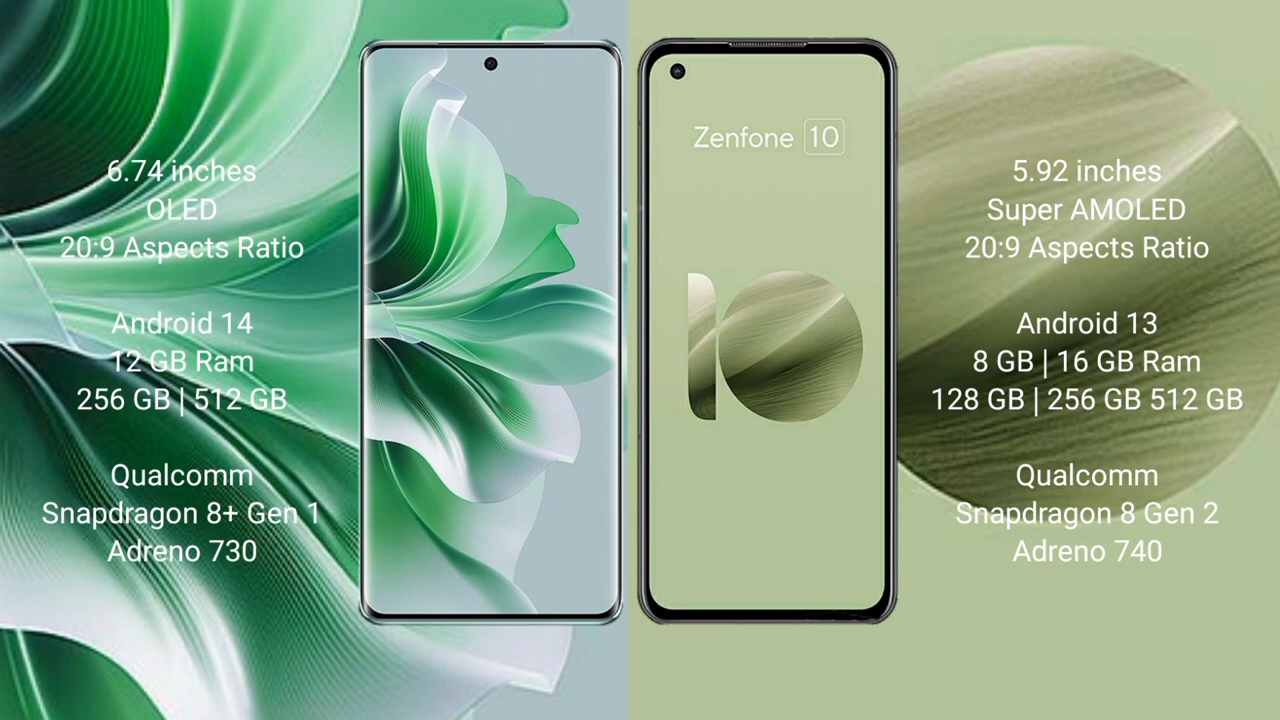 6.74 inches
OLED
20:9 Aspects Ratio
Android 14
12 GB Ram
256 GB | 512 GB
Qualcomm
Snapdragon 8+ Gen 1
Adreno 730
Zenfone 10
10
5.92 inches
Super AMOLED
20:9 Aspects Ratio
Android 13
8 GB | 16 GB Ram
128 GB | 256 GB 512 GB
Qualcomm
Snapdragon 8 Gen 2
Adreno 740